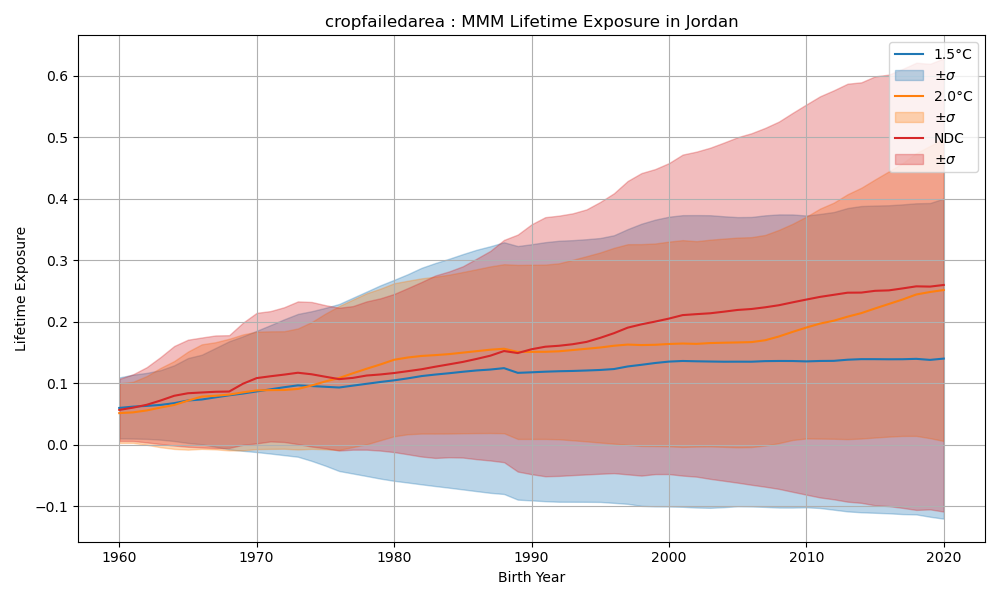 cropfailedarea : MMM Lifetime Exposure in Jordan
1.5°C
±σ
2.0°C
±σ
NDC
±σ
Lifetime Exposure
0.6
0.5
0.4
0.3
0.2
0.1
0.0
−0.1
1960
1970
1980
1990
2000
2010
2020
Birth Year